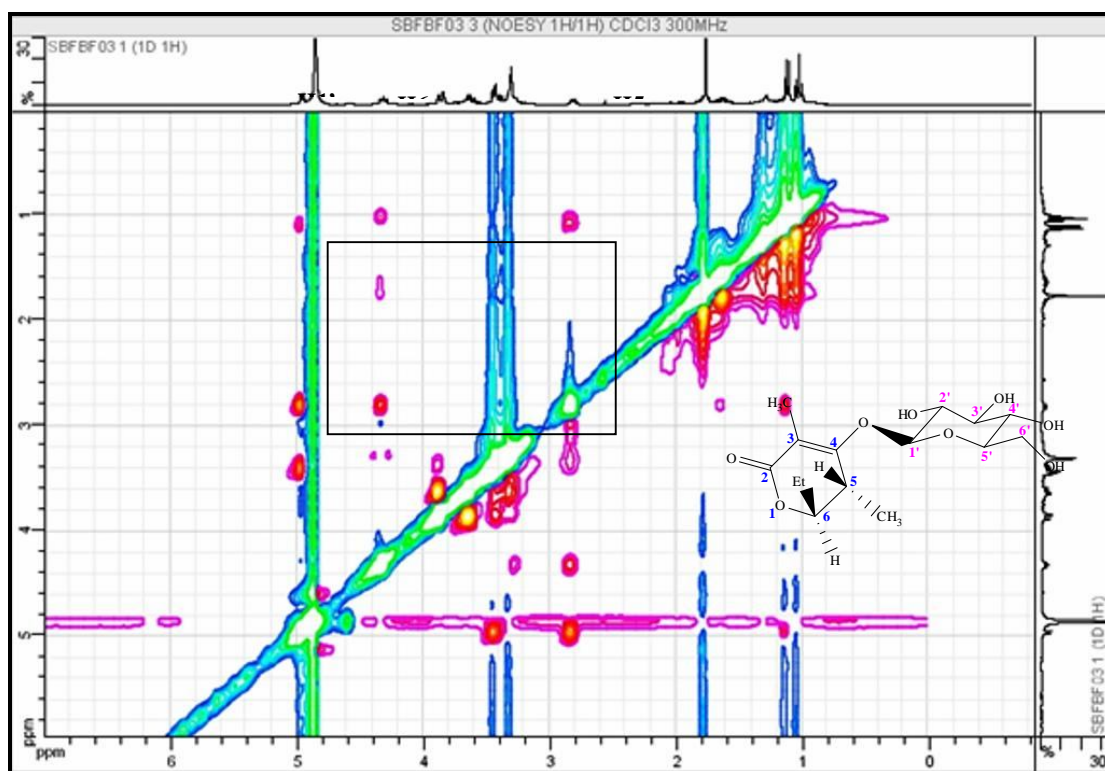 SBFBF03 3 (NOESY 1H/1H) CDCl3 300MHz
SBFBF03 1 (1D 1H)
30
%
1
2
3
4
5
ppm
ppm
6
5
4
3
2
1
0
%
30
SBFBF03 1 (1D 1H)
H3C
O
O
1
2
3
4
5
6
H
Et
CH3
H
O
HO
2'
3'
OH
4'
OH
6'
OH
5'
O
1'